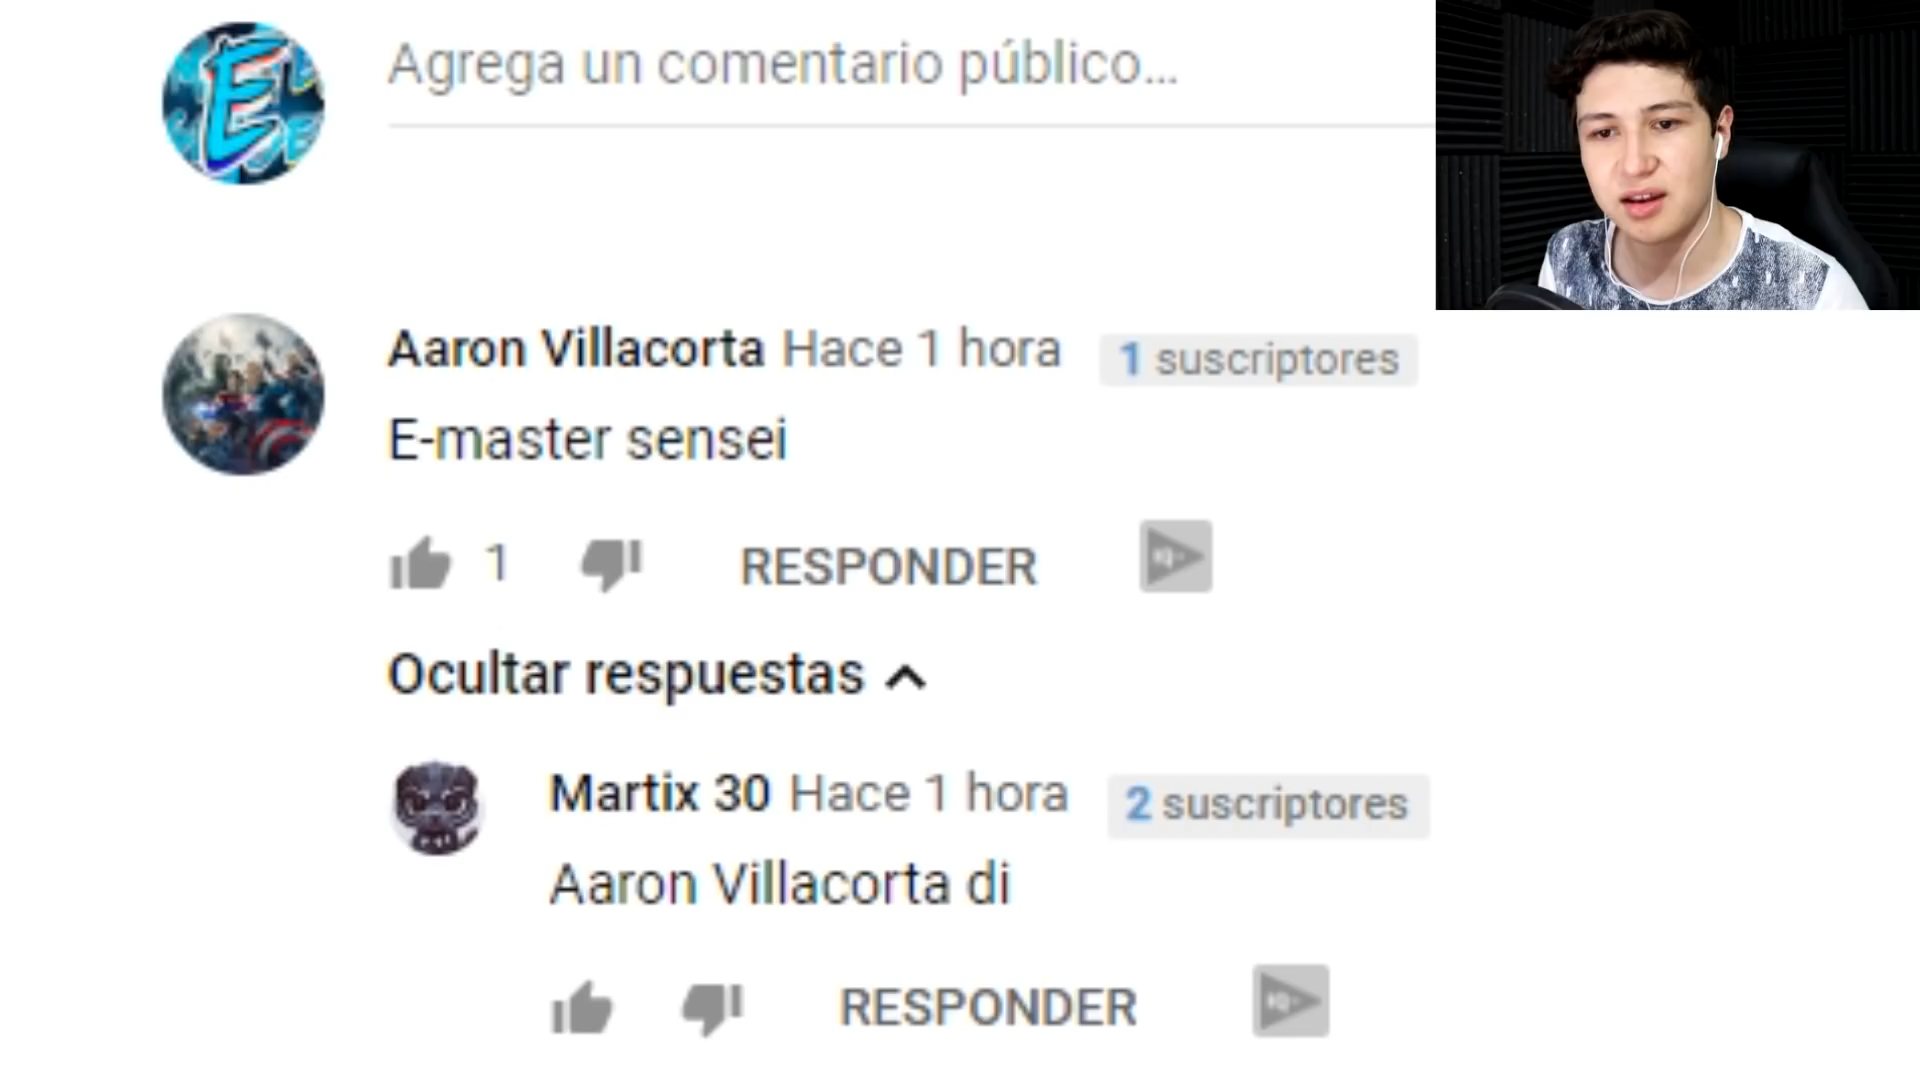 Agrega un comentario público...
Aaron Villacorta Hace 1 hora 1 suscriptores
E-master sensei
1 RESPONDER
Ocultar respuestas
Martix 30 Hace 1 hora 2 suscriptores
Aaron Villacorta di
RESPONDER